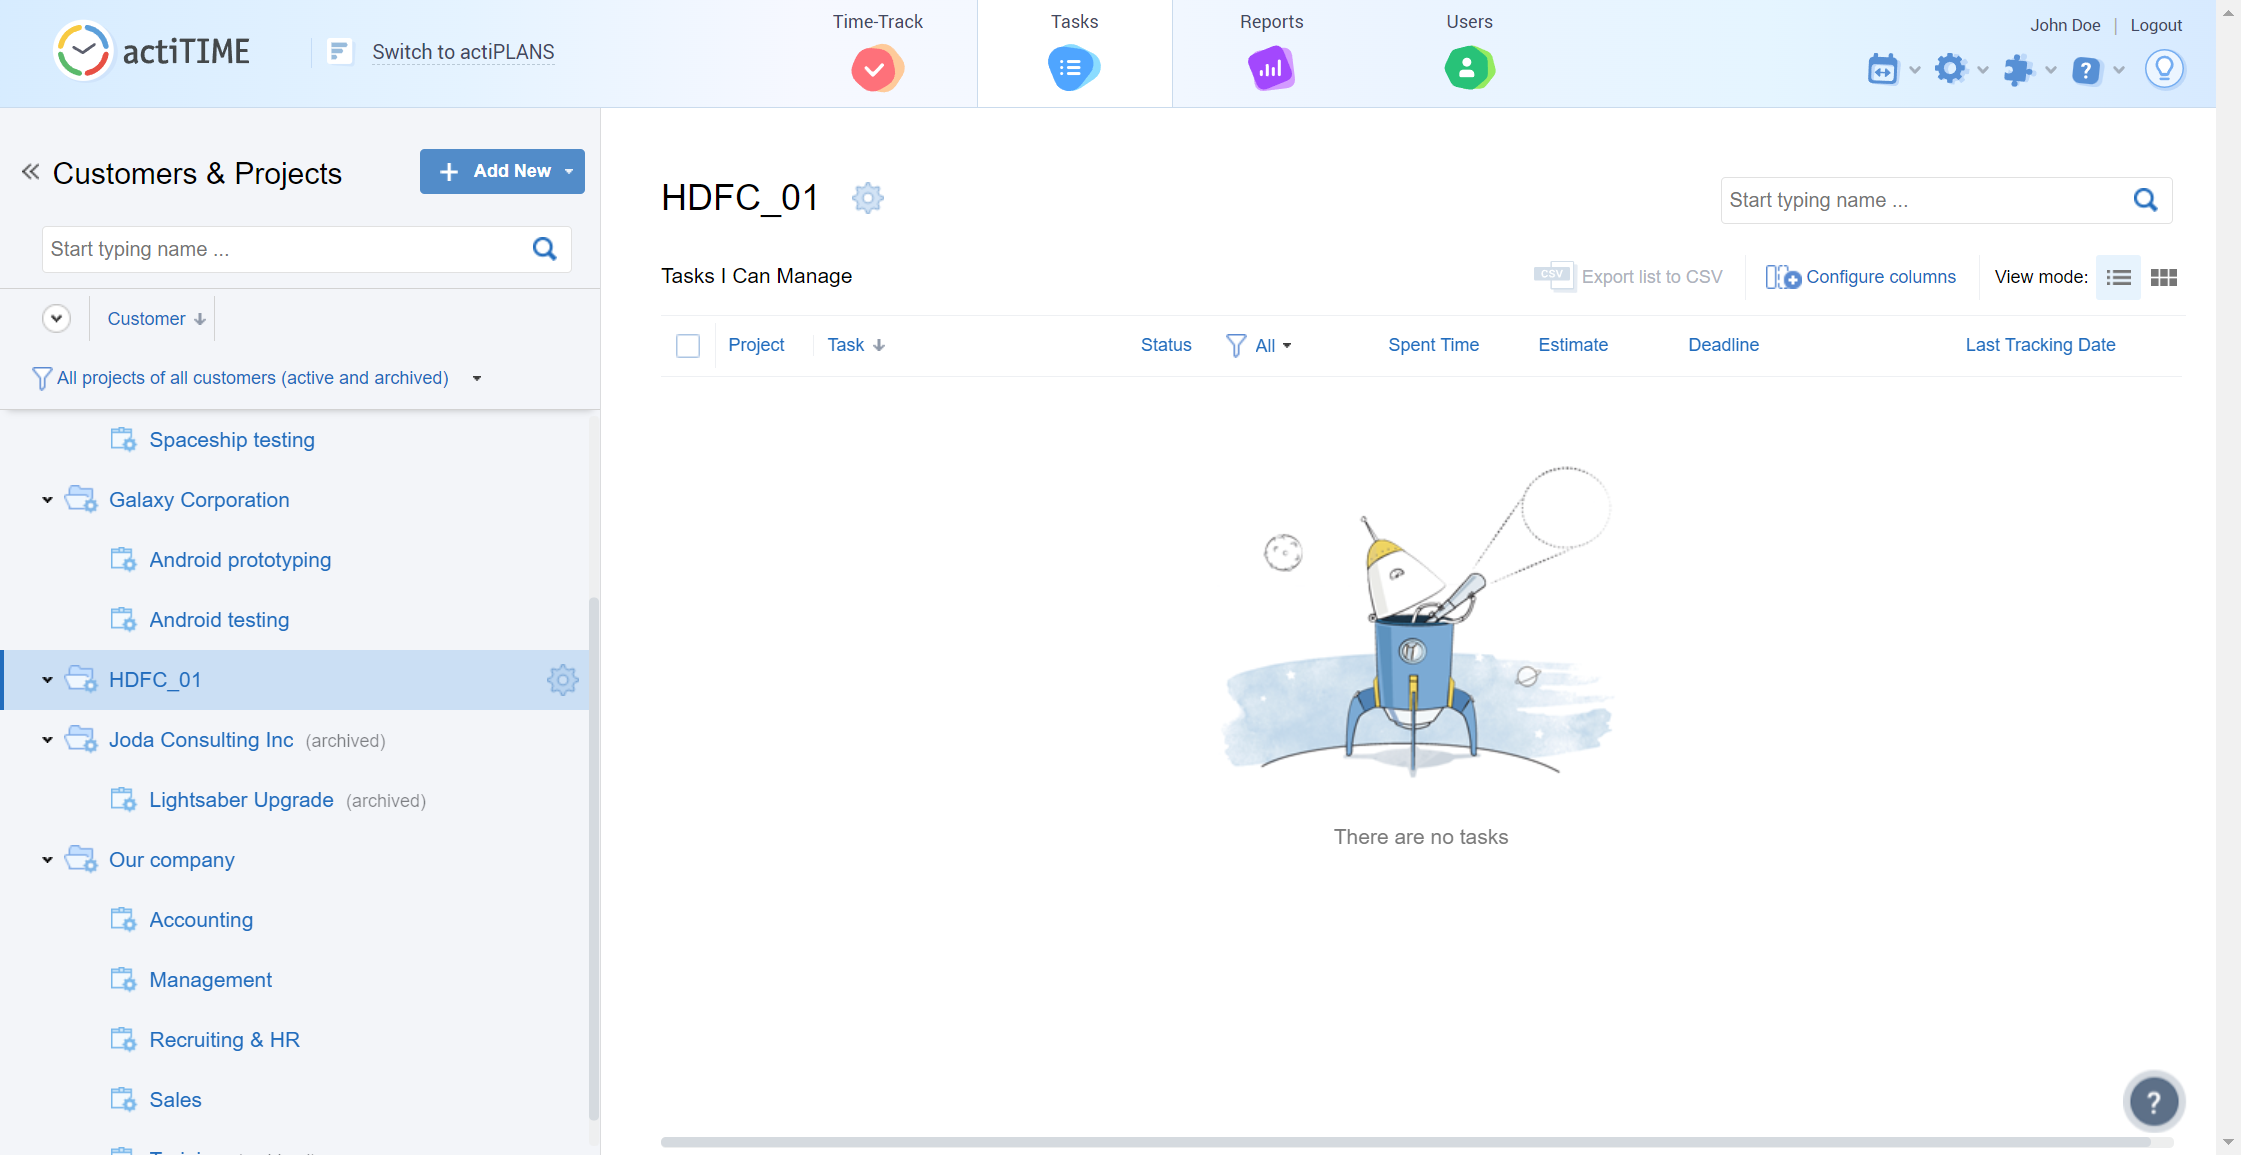 actiTIME
Switch to actiPLANS
Time-Track
Tasks
Reports
Users
John Doe | Logout
Customers & Projects
Add New
Start typing name ...
Customer
All projects of all customers (active and archived)
Spaceship testing
Galaxy Corporation
Android prototyping
Android testing
HDFC_01
Joda Consulting Inc (archived)
Lightsaber Upgrade (archived)
Our company
Accounting
Management
Recruiting & HR
Sales
HDFC_01
Start typing name ...
Tasks I Can Manage
CSV Export list to CSV
Configure columns
View mode:
Project Task Status All Spent Time Estimate Deadline Last Tracking Date
There are no tasks
?